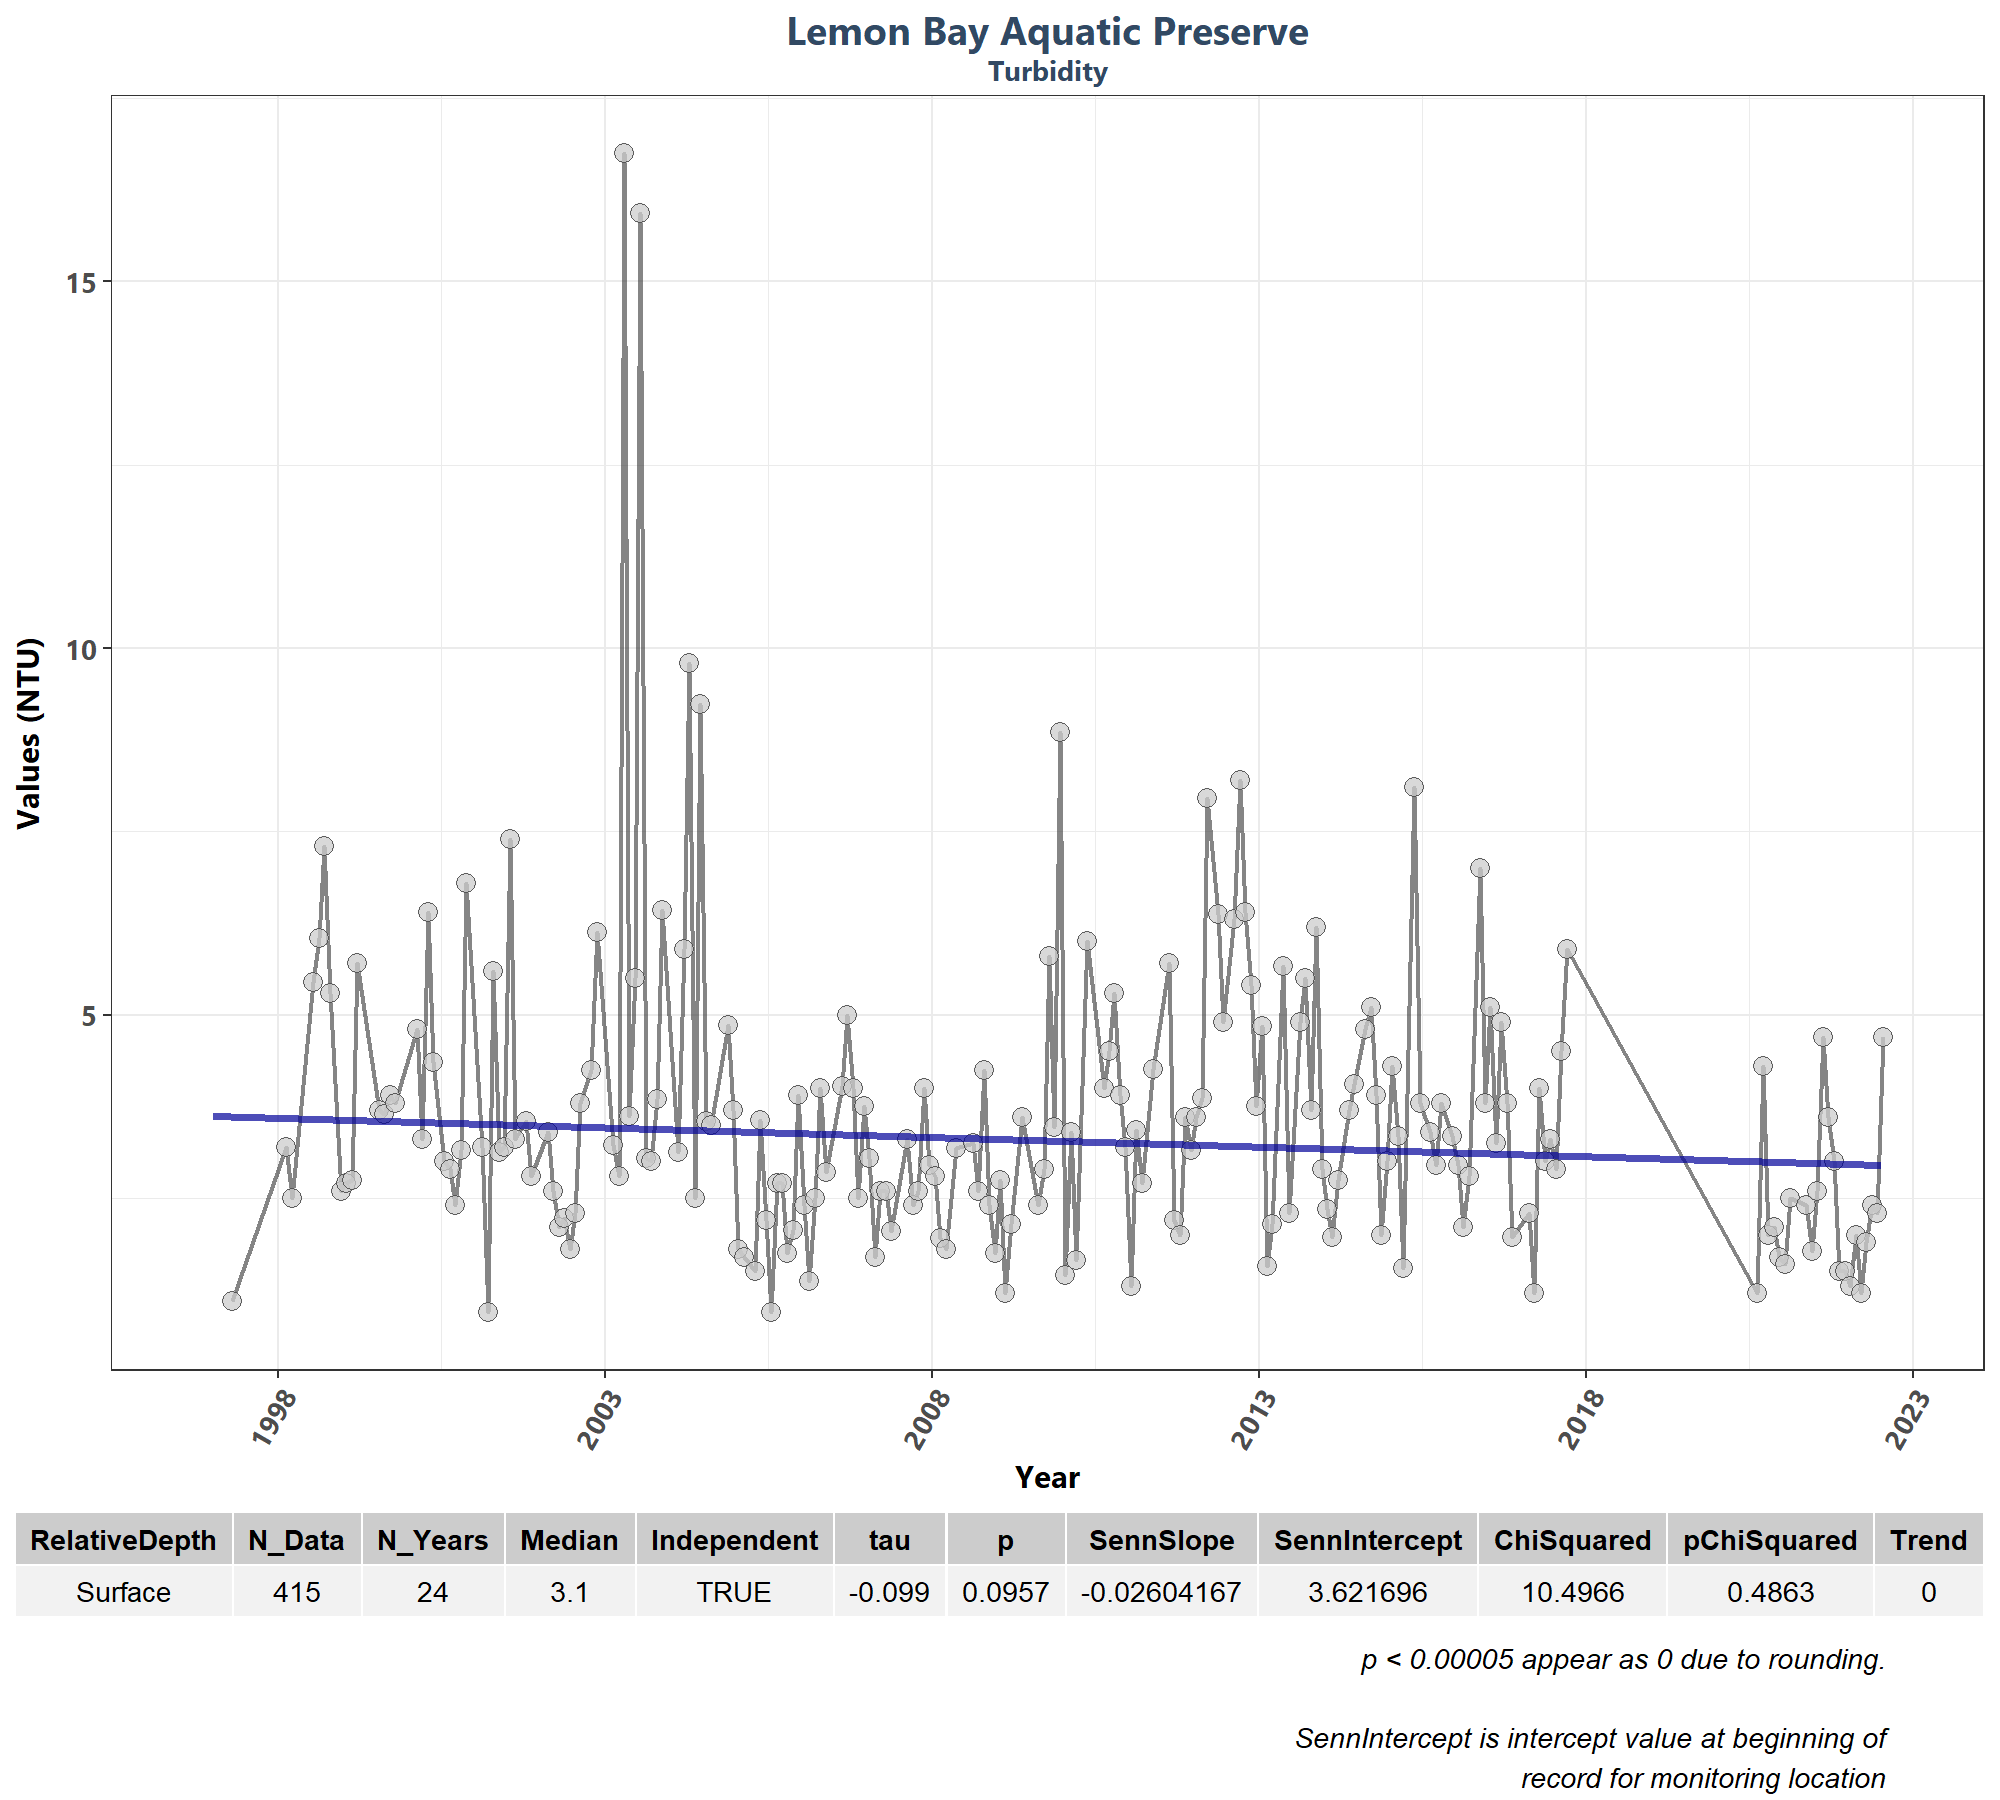 Lemon Bay Aquatic Preserve
Turbidity
Values (NTU)
15
10
5
1998 2003 2008 2013 2018 2023
Year
RelativeDepth N_Data N_Years Median Independent tau p SennSlope SennIntercept ChiSquared pChiSquared Trend
Surface 415 24 3.1 TRUE -0.099 0.0957 -0.02604167 3.621696 10.4966 0.4863 0
p < 0.00005 appear as 0 due to rounding.
SennIntercept is intercept value at beginning of
record for monitoring location